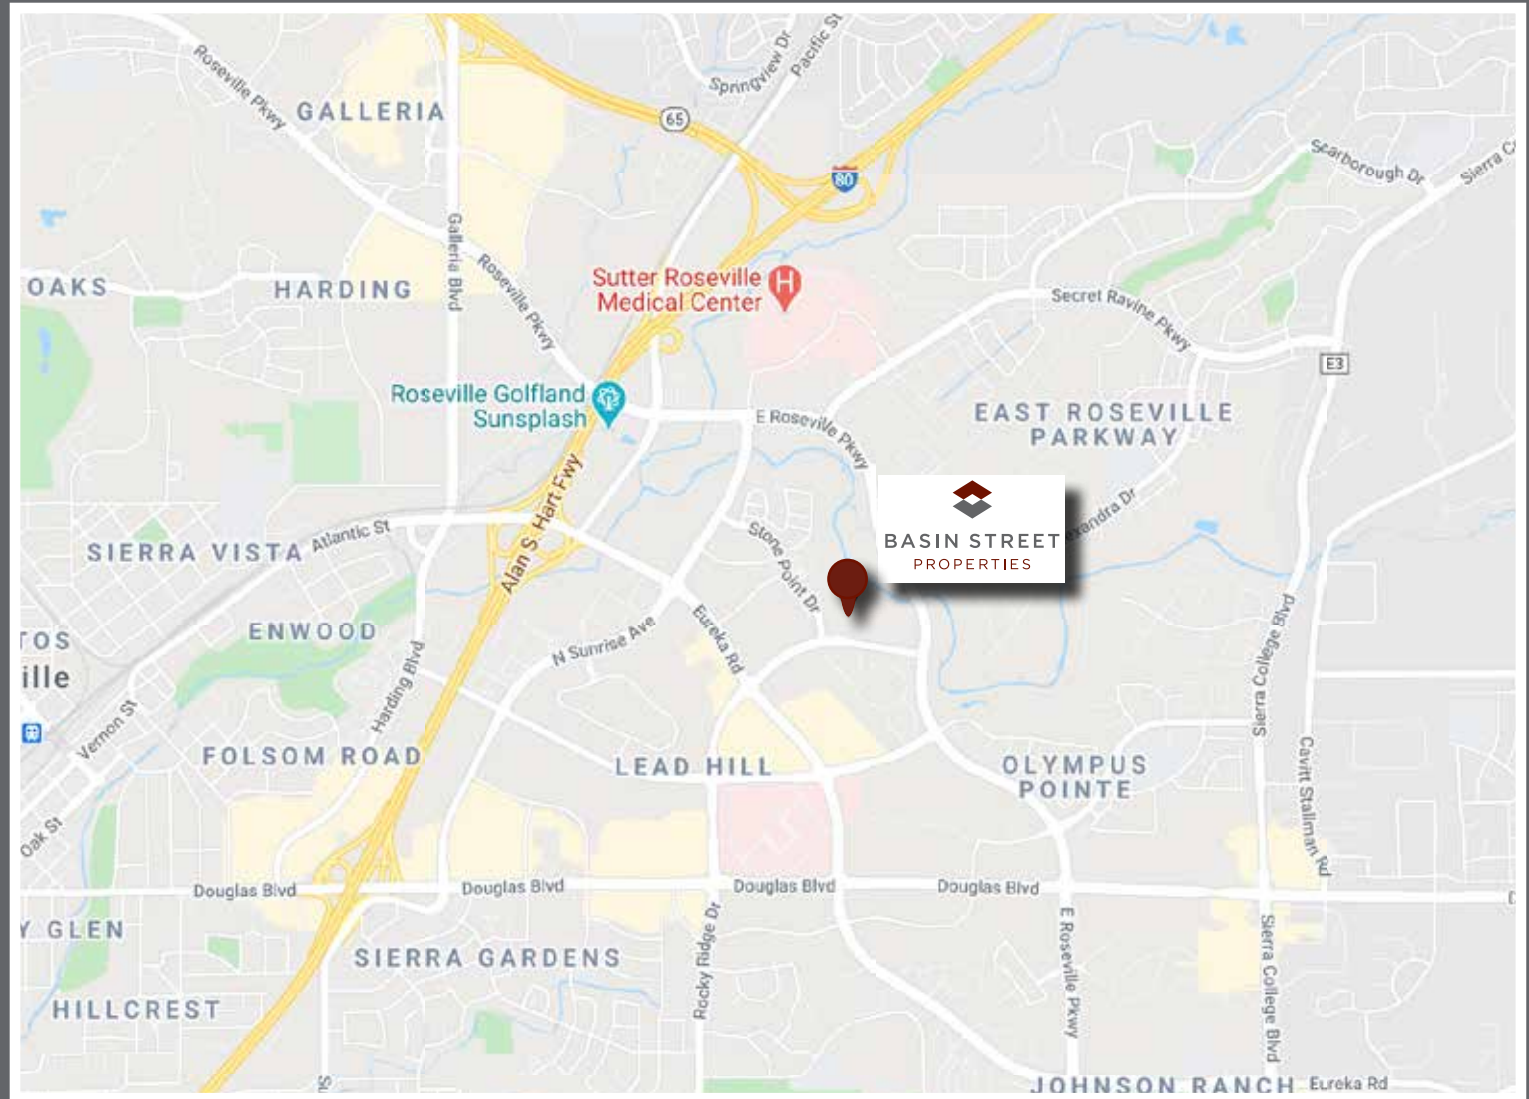 Springview Dr
Pacific St
Roseville Pkwy
GALLERIA
65
80
Scarborough Dr
Galleria Blvd
Roseville Pkwy
OAKS
HARDING
Sutter Roseville
Medical Center
H
Secret Ravine Pkwy
E3
Roseville Golfland
Sunsplash
E Roseville Pkwy
EAST ROSEVILLE
PARKWAY
Alan S. Hart Fwy
BASIN STREET
PROPERTIES
exandra Dr
Atlantic St
SIERRA VISTA
Stone Point Dr
ENWOOD
TOS
ille
N Sunrise Ave
Eureka Rd
Harding Blvd
Sierra College Blvd
Vernon St
FOLSOM ROAD
LEAD HILL
OLYMPUS
POINTE
Cavitt Stallman Rd
Oak St
Douglas Blvd
Douglas Blvd
Douglas Blvd
Douglas Blvd
Y GLEN
SIERRA GARDENS
Rocky Ridge Dr
E Roseville Pkwy
Sierra College Blvd
HILLCREST
JOHNSON RANCH
Eureka Rd